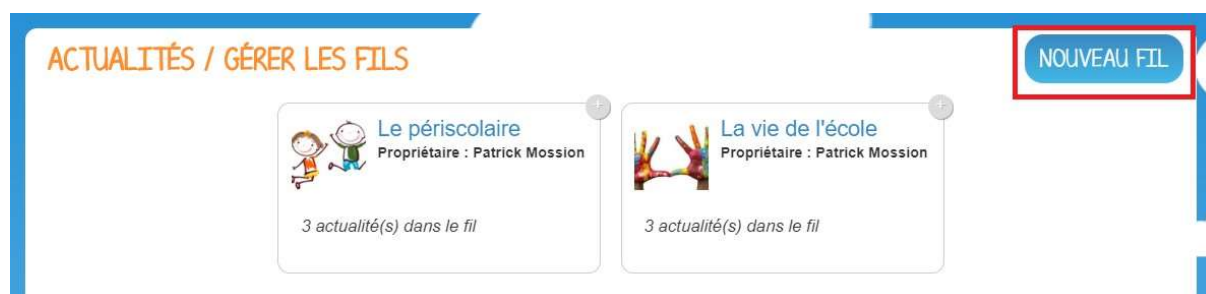 ACTUALITÉS / GÉRER LES FILS
NOUVEAU FIL
Le périscolaire
Propriétaire : Patrick Mossion
3 actualité(s) dans le fil
La vie de l'école
Propriétaire : Patrick Mossion
3 actualité(s) dans le fil